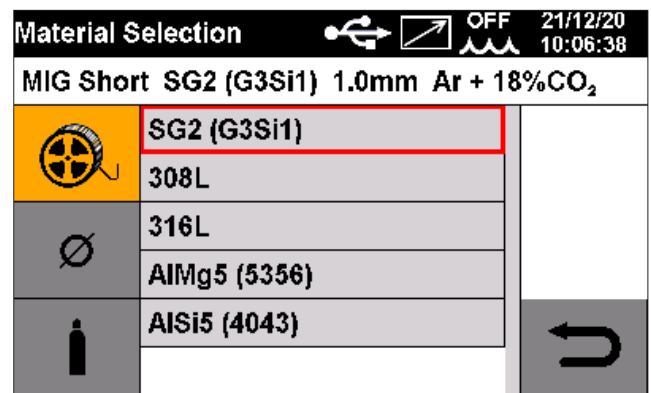 Material Selection OFF 21/12/20
10:06:38
MIG Short SG2 (G3Si1) 1.0mm Ar + 18%CO₂
SG2 (G3Si1)
308L
316L
Ø
AlMg5 (5356)
AlSi5 (4043)